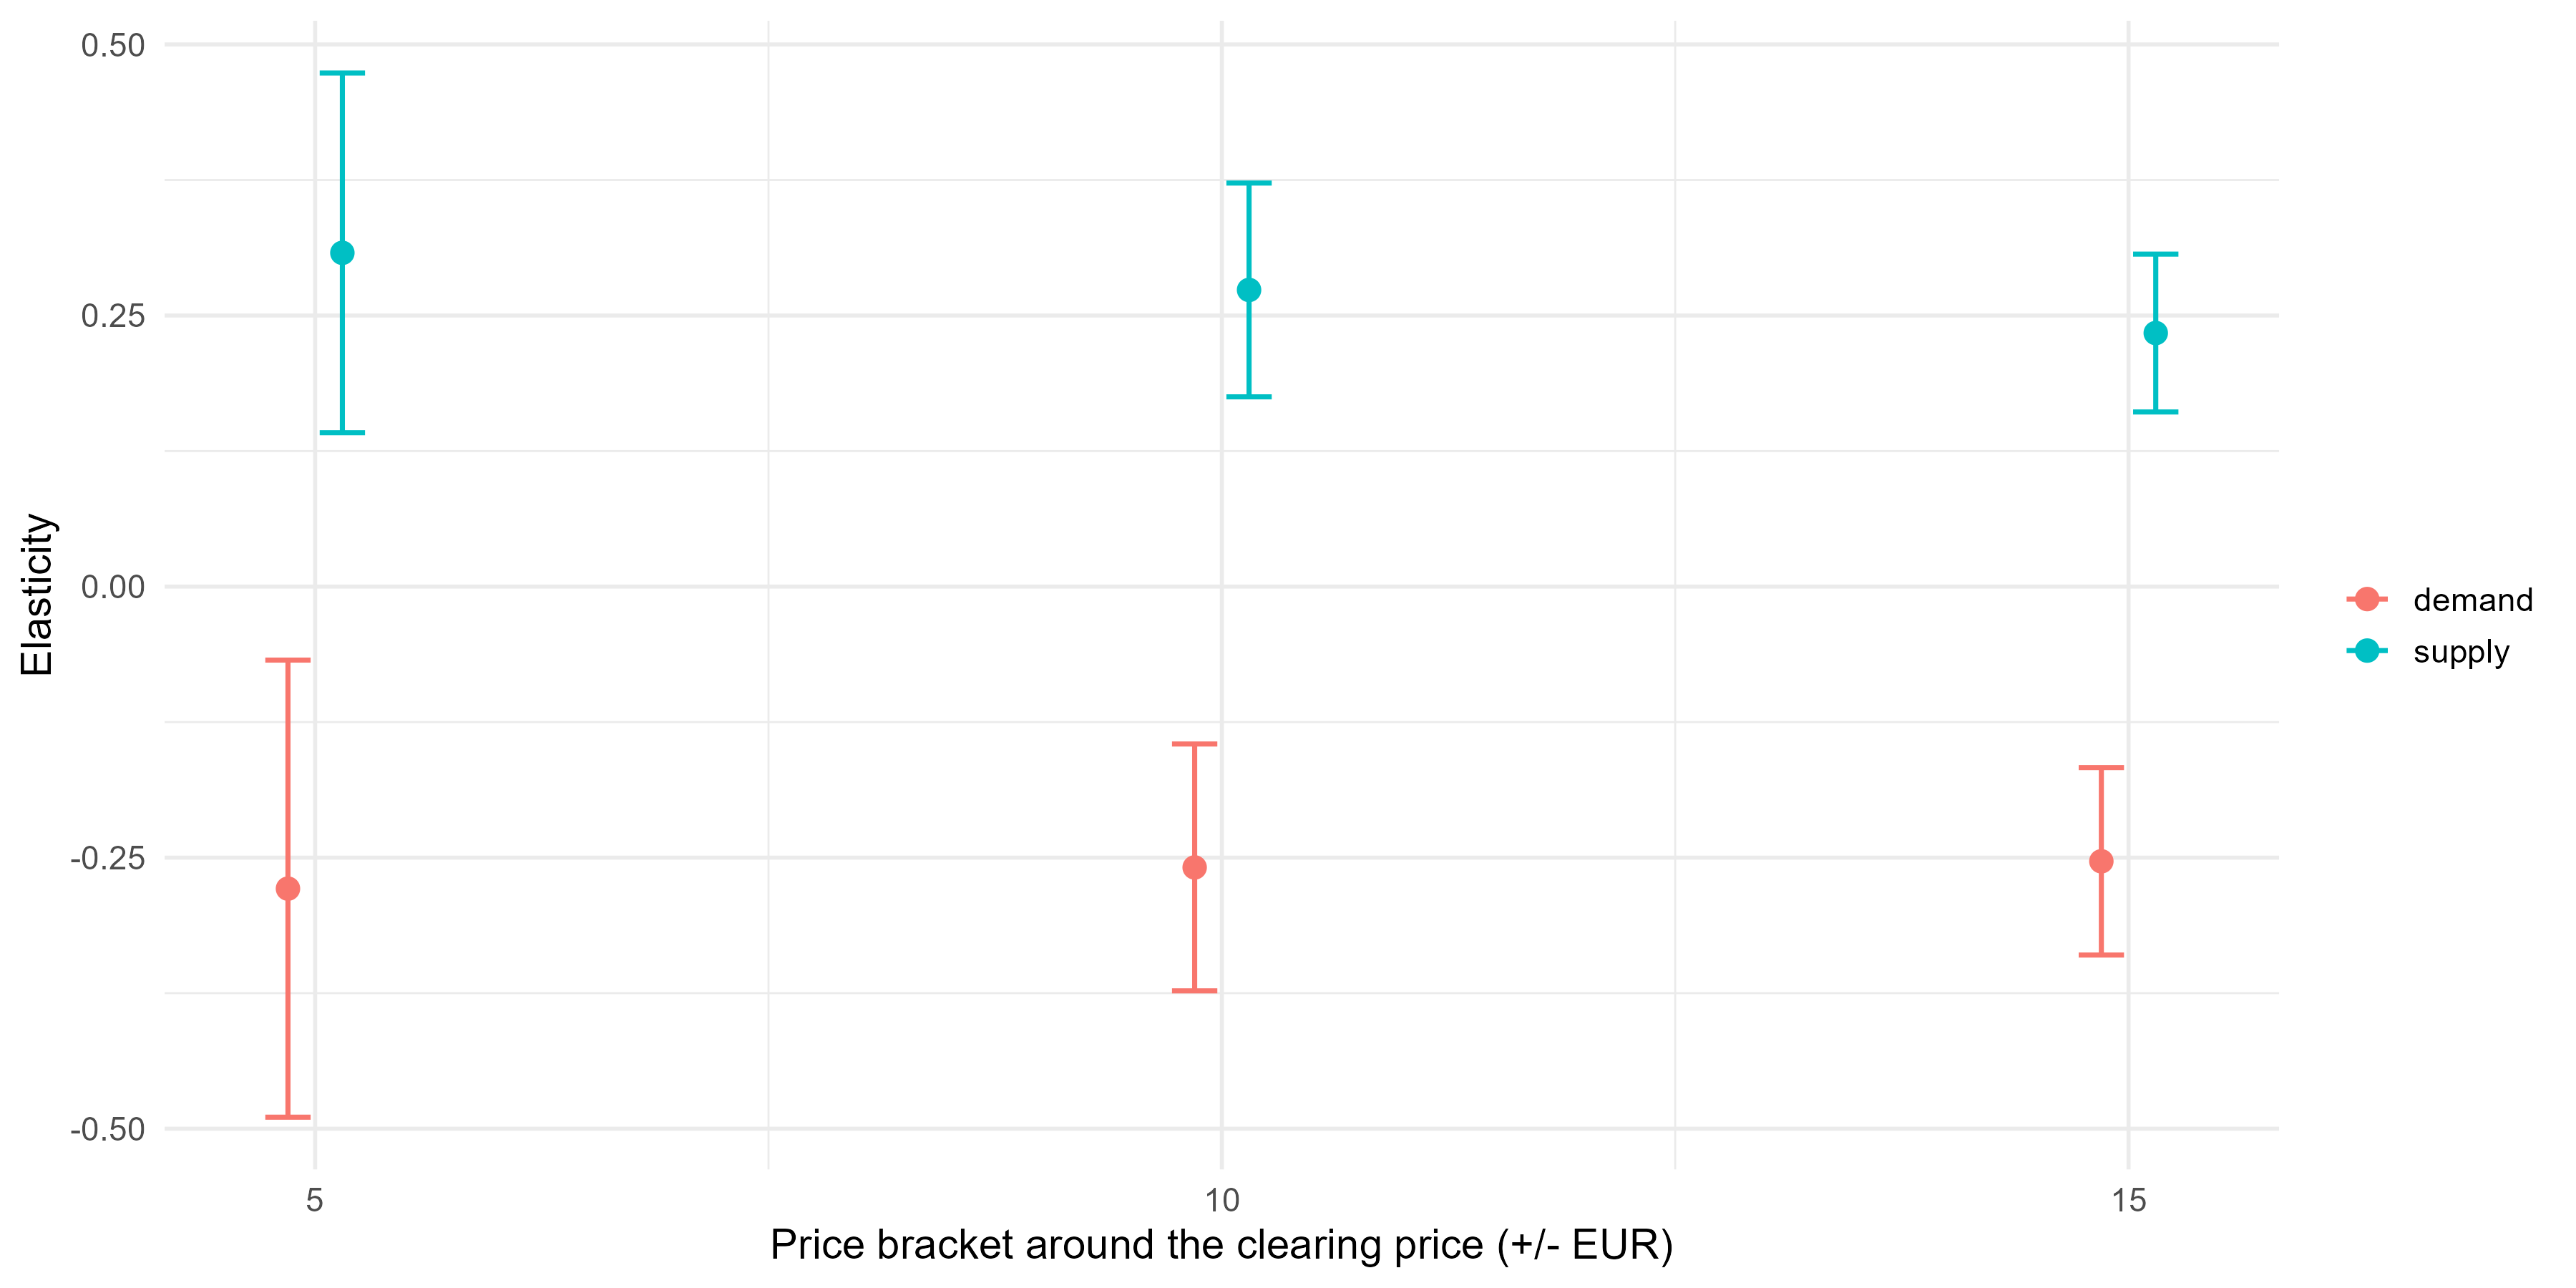 0.50
0.25
0.00
-0.25
-0.50
Elasticity
5
10
15
Price bracket around the clearing price (+/- EUR)
demand
supply